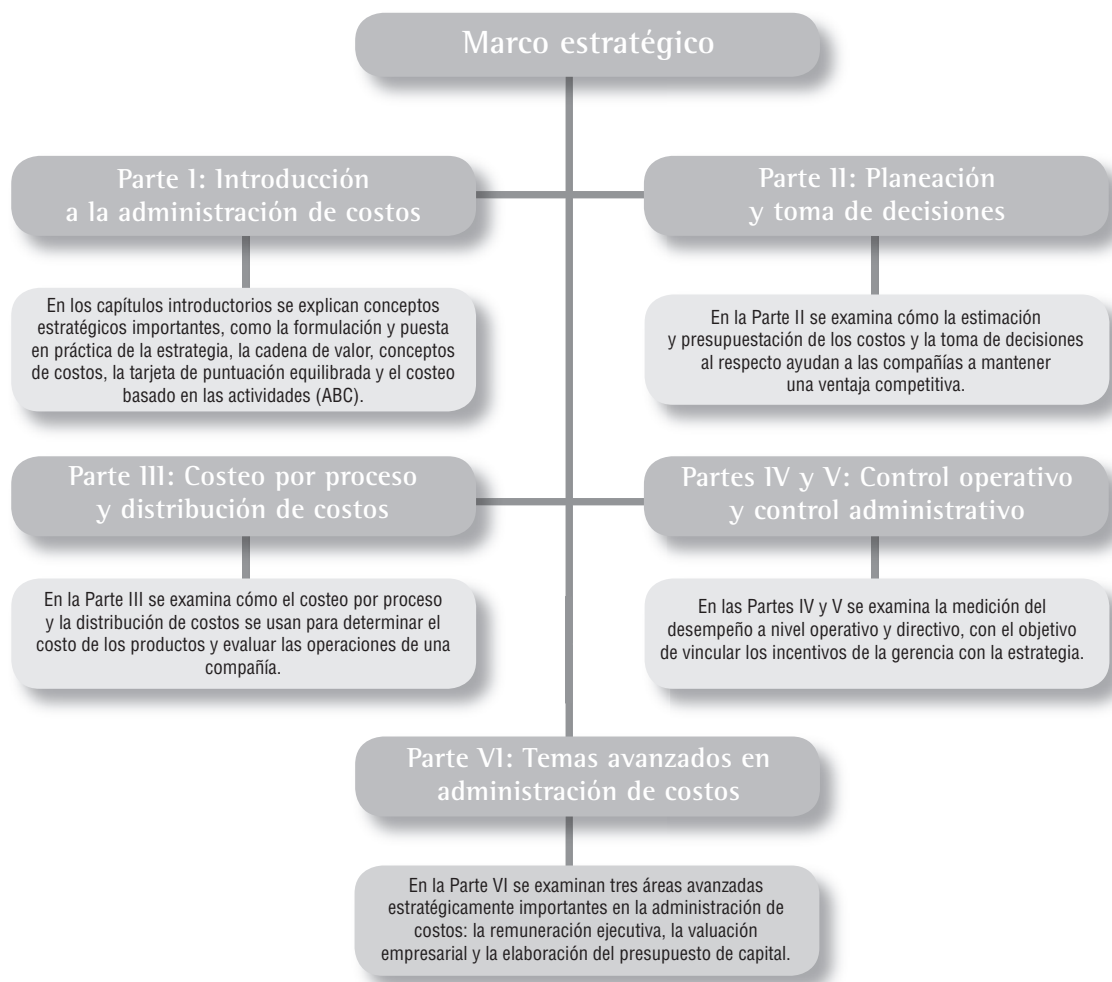 Marco estratégico
Parte I: Introducción
a la administración de costos
En los capítulos introductorios se explican conceptos
estratégicos importantes, como la formulación y puesta
en práctica de la estrategia, la cadena de valor, conceptos
de costos, la tarjeta de puntuación equilibrada y el costeo
basado en las actividades (ABC).
Parte II: Planeación
y toma de decisiones
En la Parte II se examina cómo la estimación
y presupuestación de los costos y la toma de decisiones
al respecto ayudan a las compañías a mantener
una ventaja competitiva.
Parte III: Costeo por proceso
y distribución de costos
En la Parte III se examina cómo el costeo por proceso
y la distribución de costos se usan para determinar el
costo de los productos y evaluar las operaciones de una
compañía.
Partes IV y V: Control operativo
y control administrativo
En las Partes IV y V se examina la medición del
desempeño a nivel operativo y directivo, con el objetivo
de vincular los incentivos de la gerencia con la estrategia.
Parte VI: Temas avanzados en
administración de costos
En la Parte VI se examinan tres áreas avanzadas
estratégicamente importantes en la administración de
costos: la remuneración ejecutiva, la valuación
empresarial y la elaboración del presupuesto de capital.